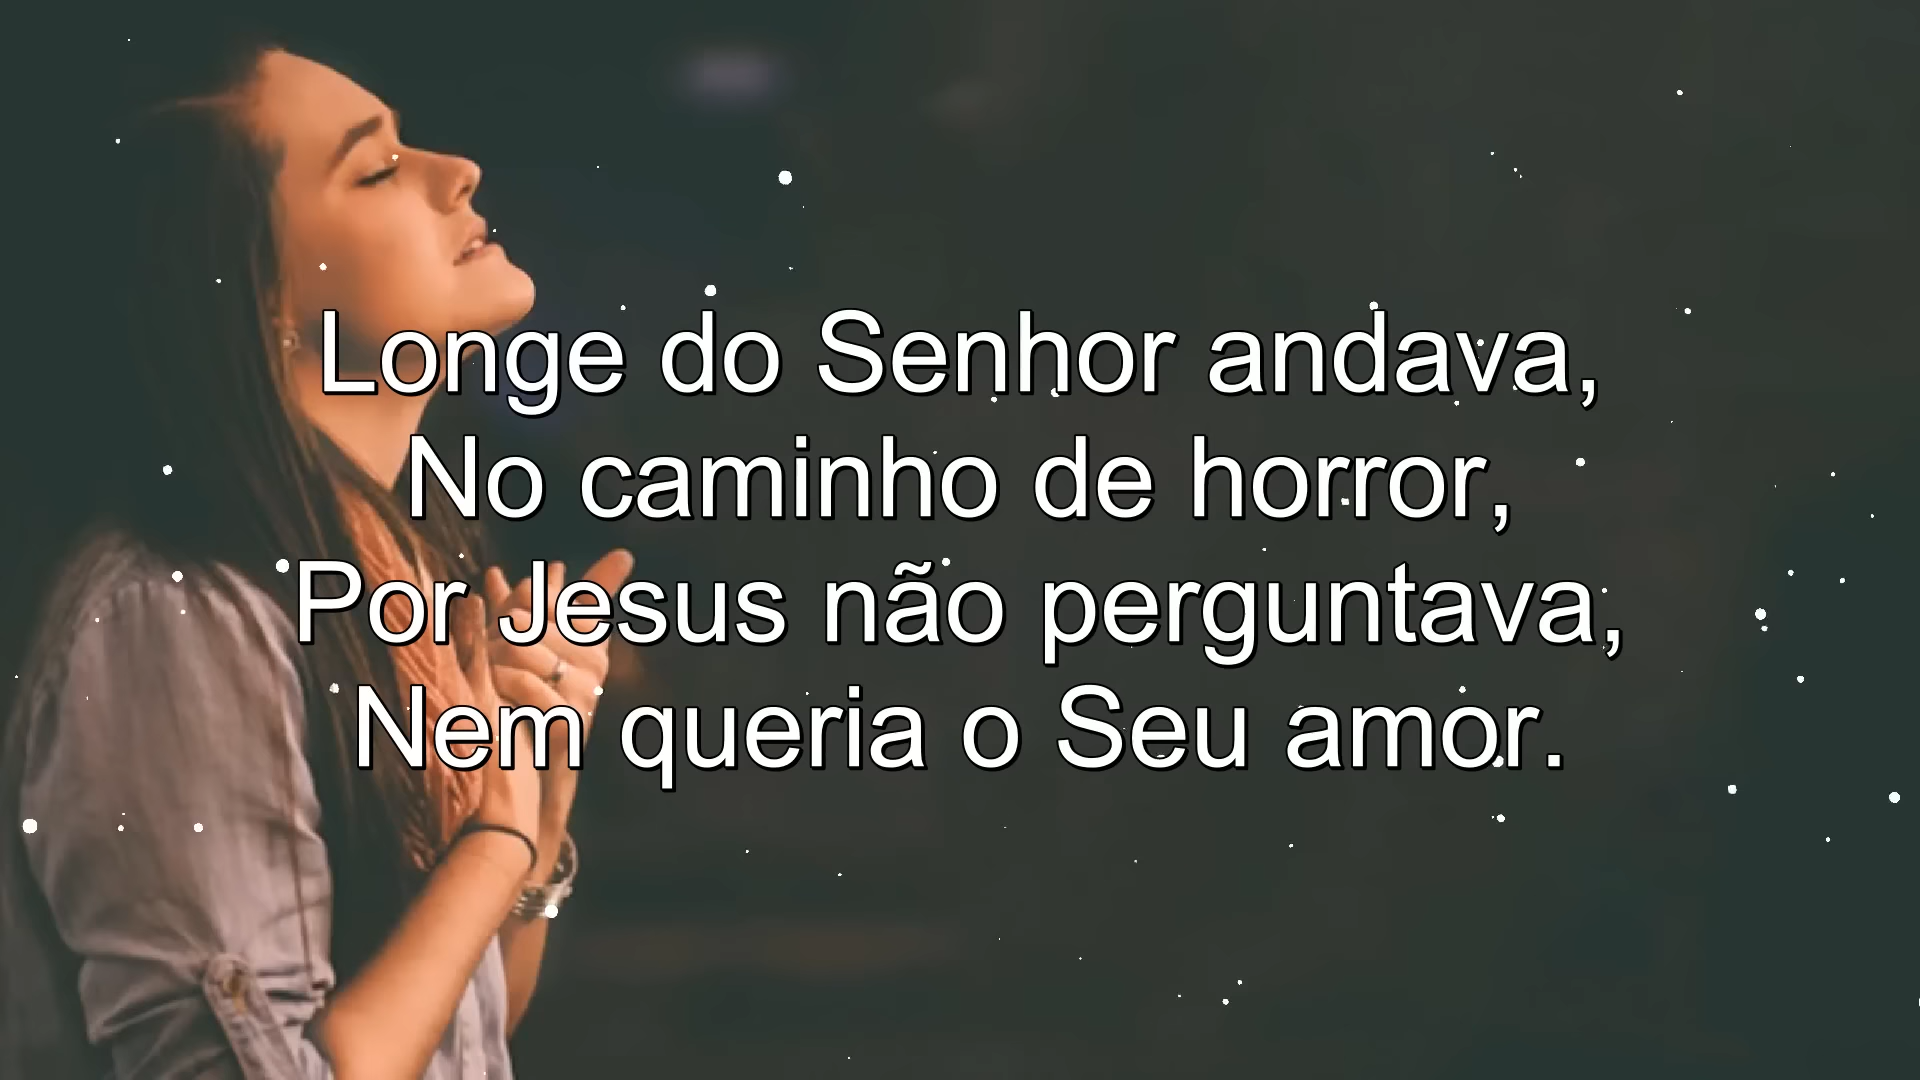 Longe do Senhor andava,
No caminho de horror,
Por Jesus não perguntava,
Nem queria o Seu amor.